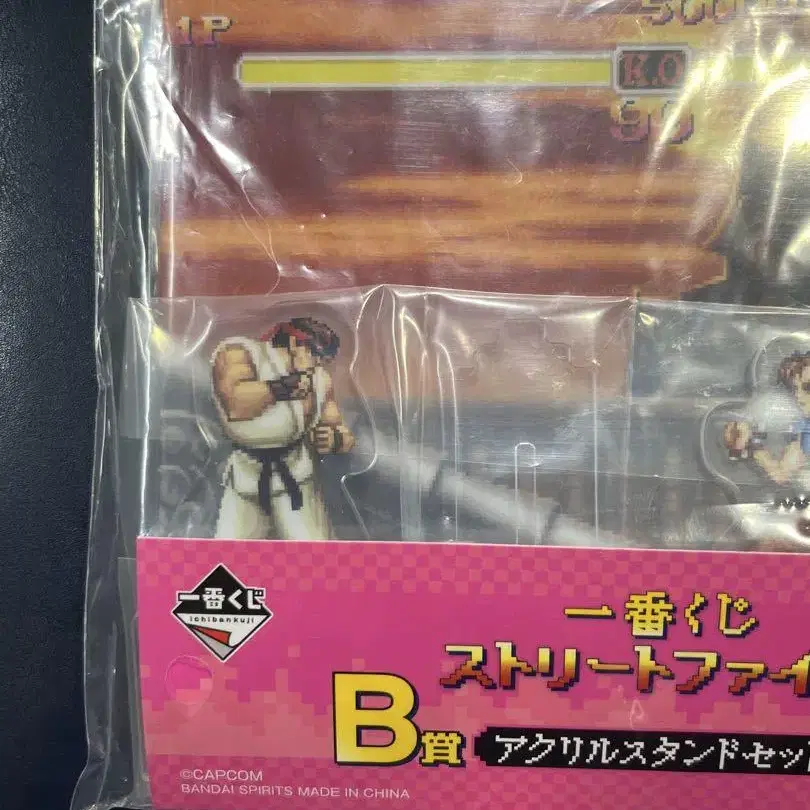 1P
K.O
99
一番くじ
ichibankuji
一番くじ
ストリートファイ
B賞
アクリルスタンドセット
©CAPCOM
BANDAI SPIRITS MADE IN CHINA